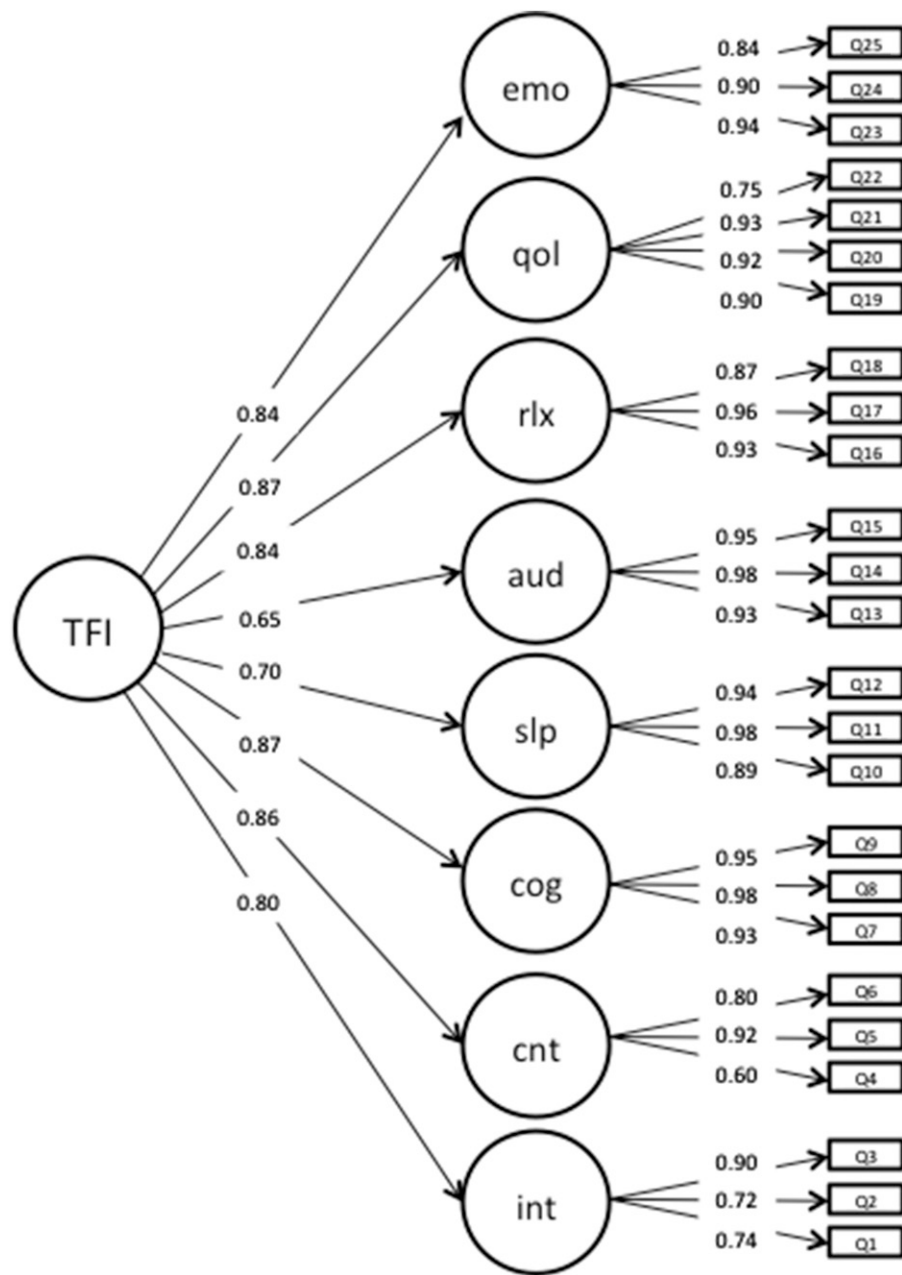 TFI
0.84
0.87
0.84
0.65
0.70
0.87
0.86
0.80
emo
0.84 Q25
0.90 Q24
0.94 Q23
qol
0.75 Q22
0.93 Q21
0.92 Q20
0.90 Q19
rlx
0.87 Q18
0.96 Q17
0.93 Q16
aud
0.95 Q15
0.98 Q14
0.93 Q13
slp
0.94 Q12
0.98 Q11
0.89 Q10
cog
0.95 Q9
0.98 Q8
0.93 Q7
cnt
0.80 Q6
0.92 Q5
0.60 Q4
int
0.90 Q3
0.72 Q2
0.74 Q1